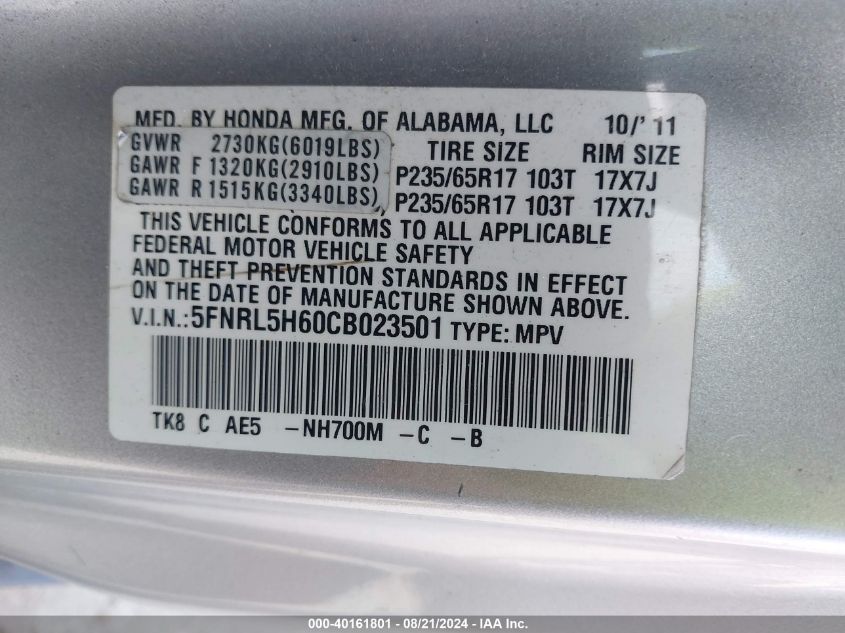 MFD. BY HONDA MFG. OF ALABAMA, LLC 10/'11
GVWR 2730KG(6019LBS) TIRE SIZE RIM SIZE
GAWR F 1320KG(2910LBS) P235/65R17 103T 17X7J
GAWR R 1515KG(3340LBS) P235/65R17 103T 17X7J
THIS VEHICLE CONFORMS TO ALL APPLICABLE
FEDERAL MOTOR VEHICLE SAFETY
AND THEFT PREVENTION STANDARDS IN EFFECT
ON THE DATE OF MANUFACTURE SHOWN ABOVE.
V.I.N.:5FNRL5H60CB023501 TYPE: MPV
TK8 C AE5 -NH700M -C -B
000-40161801 - 08/21/2024 - IAA Inc.